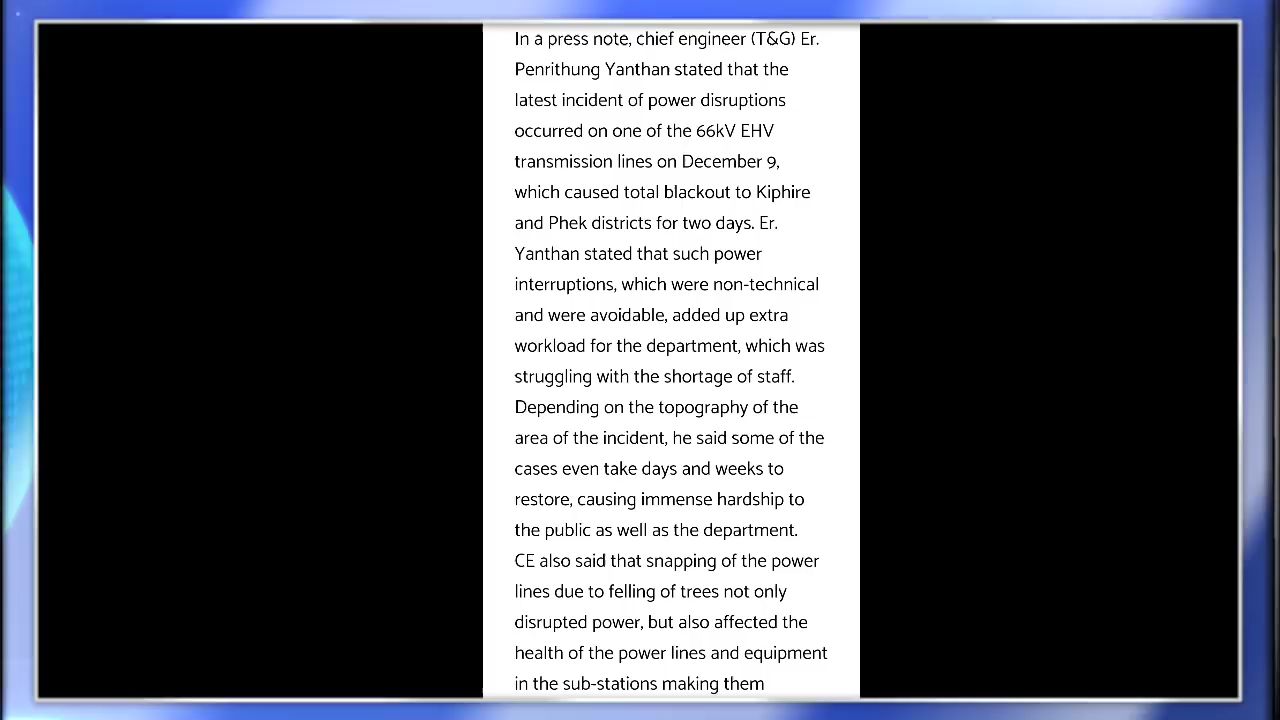 In a press note, chief engineer (T&G) Er.
Penrithung Yanthan stated that the
latest incident of power disruptions
occurred on one of the 66kV EHV
transmission lines on December 9,
which caused total blackout to Kiphire
and Phek districts for two days. Er.
Yanthan stated that such power
interruptions, which were non-technical
and were avoidable, added up extra
workload for the department, which was
struggling with the shortage of staff.
Depending on the topography of the
area of the incident, he said some of the
cases even take days and weeks to
restore, causing immense hardship to
the public as well as the department.
CE also said that snapping of the power
lines due to felling of trees not only
disrupted power, but also affected the
health of the power lines and equipment
in the sub-stations making them